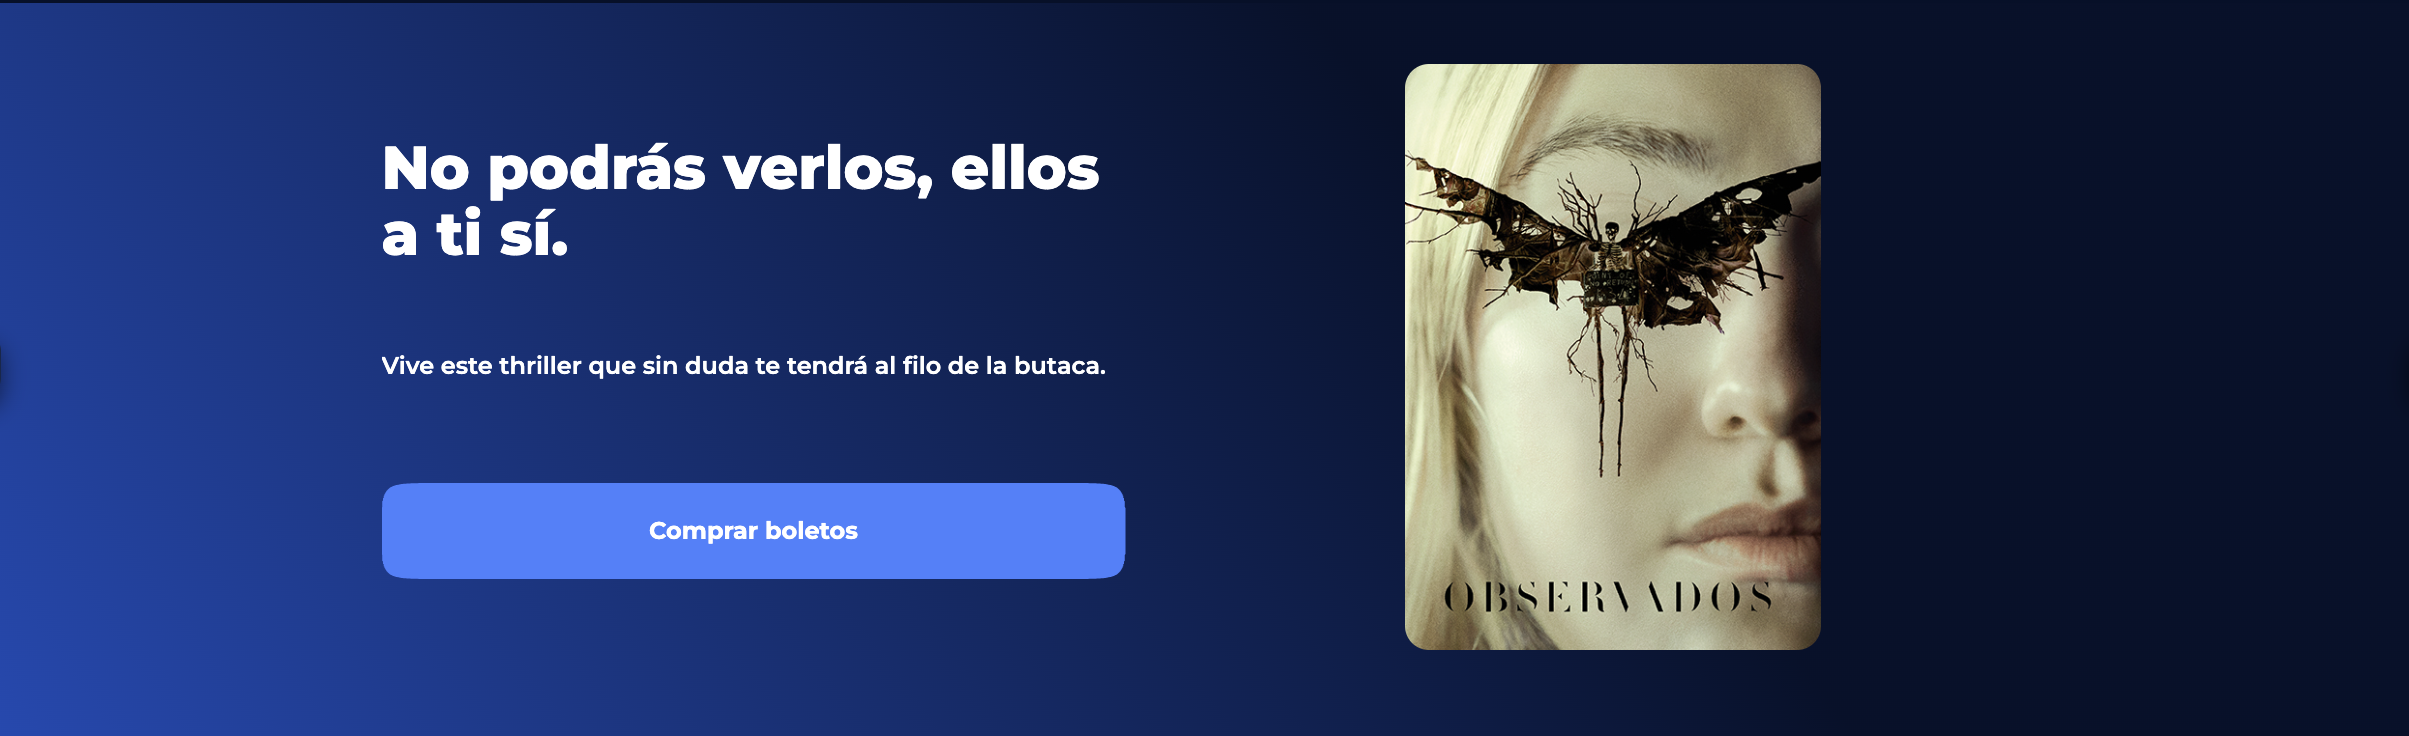 No podrás verlos, ellos
a ti sí.
Vive este thriller que sin duda te tendrá al filo de la butaca.
Comprar boletos
OBSERVADOS